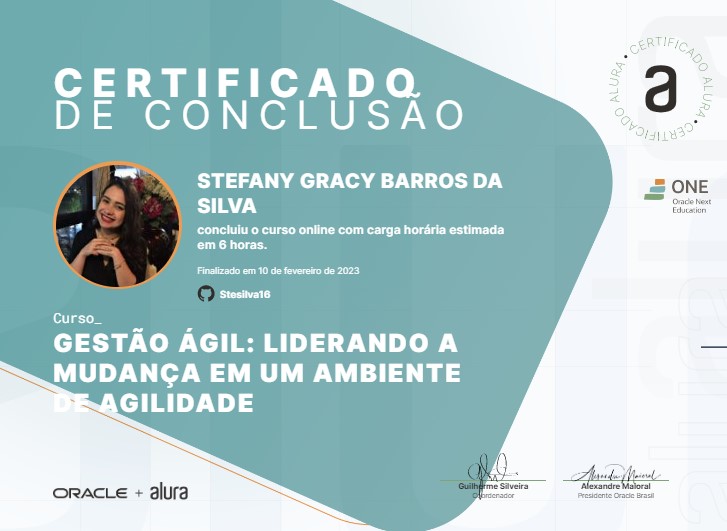 CERTIFICADO
DE CONCLUSÃO
CERTIFICADO ALURA • CERTIFICADO ALURA •
a
ONE
Oracle Next
Education
STEFANY GRACY BARROS DA
SILVA
concluiu o curso online com carga horária estimada
em 6 horas.
Finalizado em 10 de fevereiro de 2023
Stesilva16
Curso_
GESTÃO ÁGIL: LIDERANDO A
MUDANÇA EM UM AMBIENTE
DE AGILIDADE
ORACLE + alura
Guilherme Silveira
Coordenador
Alexandre Maioral
Presidente Oracle Brasil